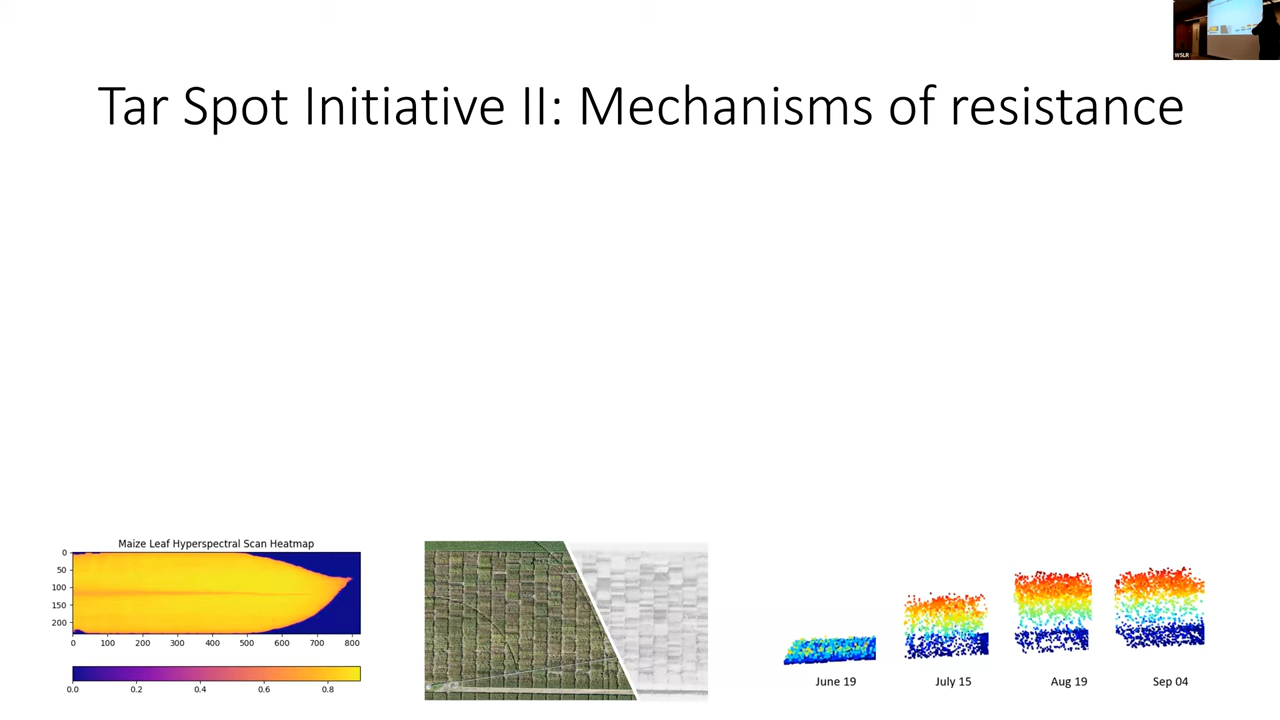 WSLR
Tar Spot Initiative II: Mechanisms of resistance
Maize Leaf Hyperspectral Scan Heatmap
0
50
100
150
200
0 100 200 300 400 500 600 700 800
0.0 0.2 0.4 0.6 0.8
June 19 July 15 Aug 19 Sep 04